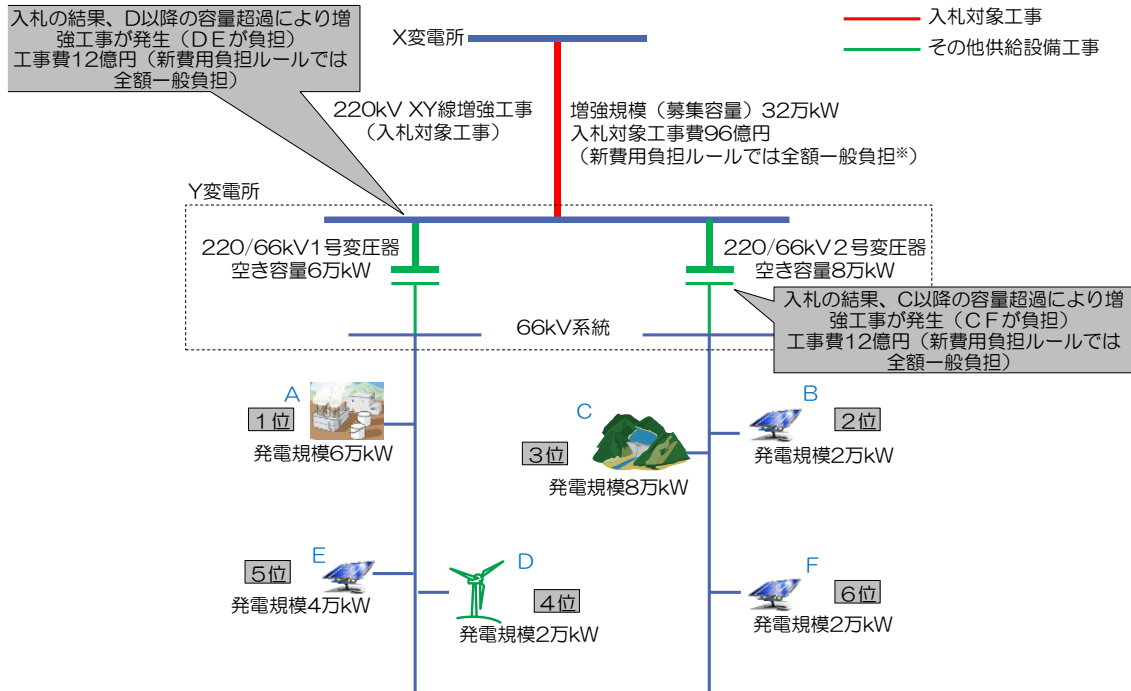 入札の結果、D以降の容量超過により増
強工事が発生（DEが負担）
工事費12億円（新費用負担ルールでは
全額一般負担）
入札対象工事
その他供給設備工事
X変電所
220kV XY線増強工事
（入札対象工事）
増強規模（募集容量）32万kW
入札対象工事費96億円
（新費用負担ルールでは全額一般負担※）
Y変電所
220/66kV1号変圧器
空き容量6万kW
220/66kV2号変圧器
空き容量8万kW
入札の結果、C以降の容量超過により増
強工事が発生（CFが負担）
工事費12億円（新費用負担ルールでは
全額一般負担）
66kV系統
A
1位
発電規模6万kW
C
3位
発電規模8万kW
B
2位
発電規模2万kW
E
5位
発電規模4万kW
D
4位
発電規模2万kW
F
6位
発電規模2万kW